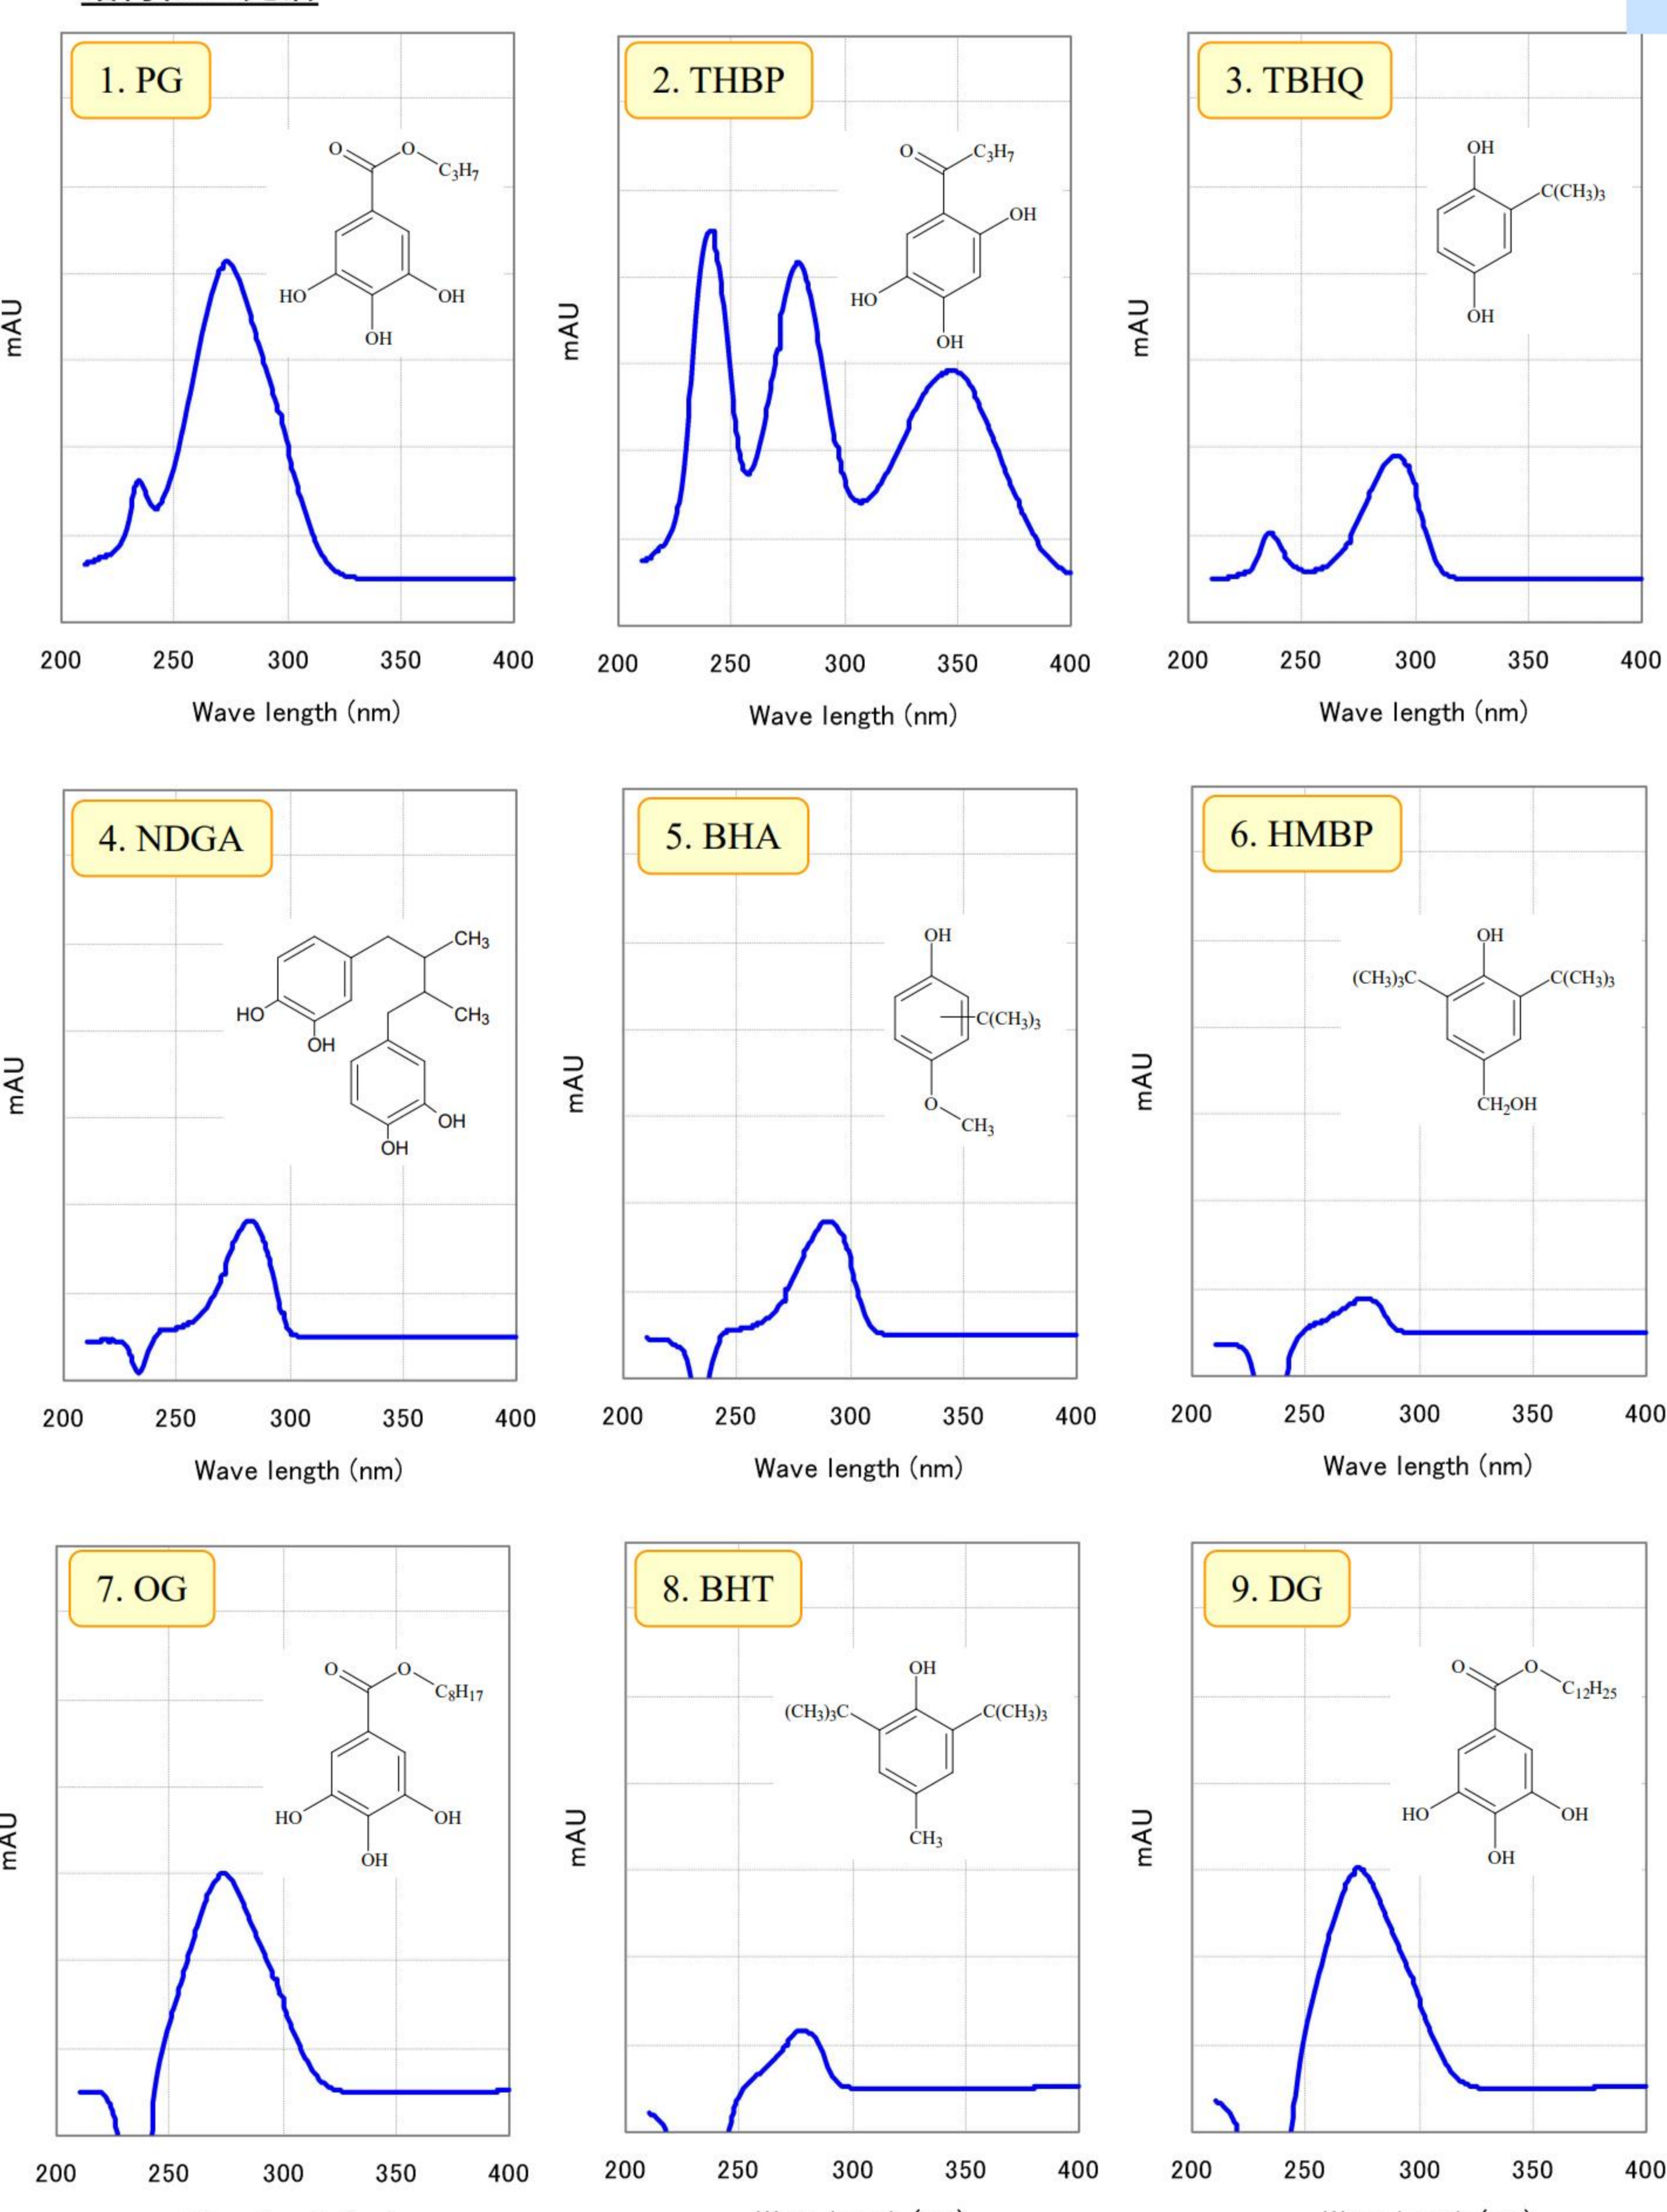 1. PG
O
O
C3H7
HO
OH
OH
mAU
200 250 300 350 400
Wave length (nm)
2. THBP
O
C3H7
OH
HO
OH
mAU
200 250 300 350 400
Wave length (nm)
3. TBHQ
OH
C(CH3)3
OH
mAU
200 250 300 350 400
Wave length (nm)
4. NDGA
CH3
HO
CH3
OH
OH
OH
mAU
200 250 300 350 400
Wave length (nm)
5. BHA
OH
C(CH3)3
O
CH3
mAU
200 250 300 350 400
Wave length (nm)
6. HMBP
OH
(CH3)3C
C(CH3)3
CH2OH
mAU
200 250 300 350 400
Wave length (nm)
7. OG
O
O
C8H17
HO
OH
OH
mAU
200 250 300 350 400
8. BHT
OH
(CH3)3C
C(CH3)3
CH3
mAU
200 250 300 350 400
9. DG
O
O
C12H25
HO
OH
OH
mAU
200 250 300 350 400